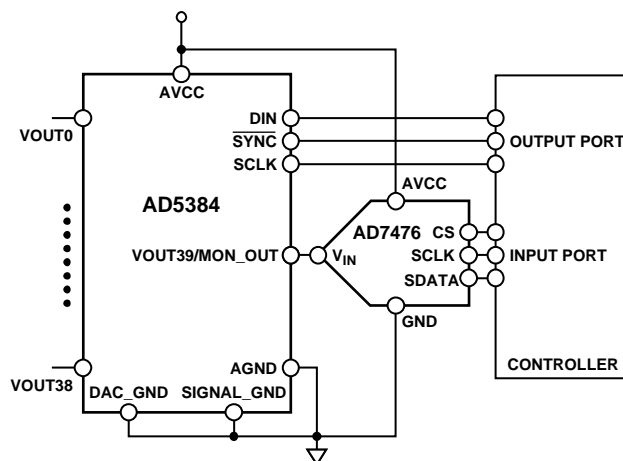 AVCC
VOUT0
DIN
SYNC
SCLK
OUTPUT PORT
AVCC
AD5384
AD7476
CS
VOUT39/MON_OUT
VIN
SCLK
INPUT PORT
SDATA
GND
VOUT38
AGND
CONTROLLER
DAC_GND
SIGNAL_GND